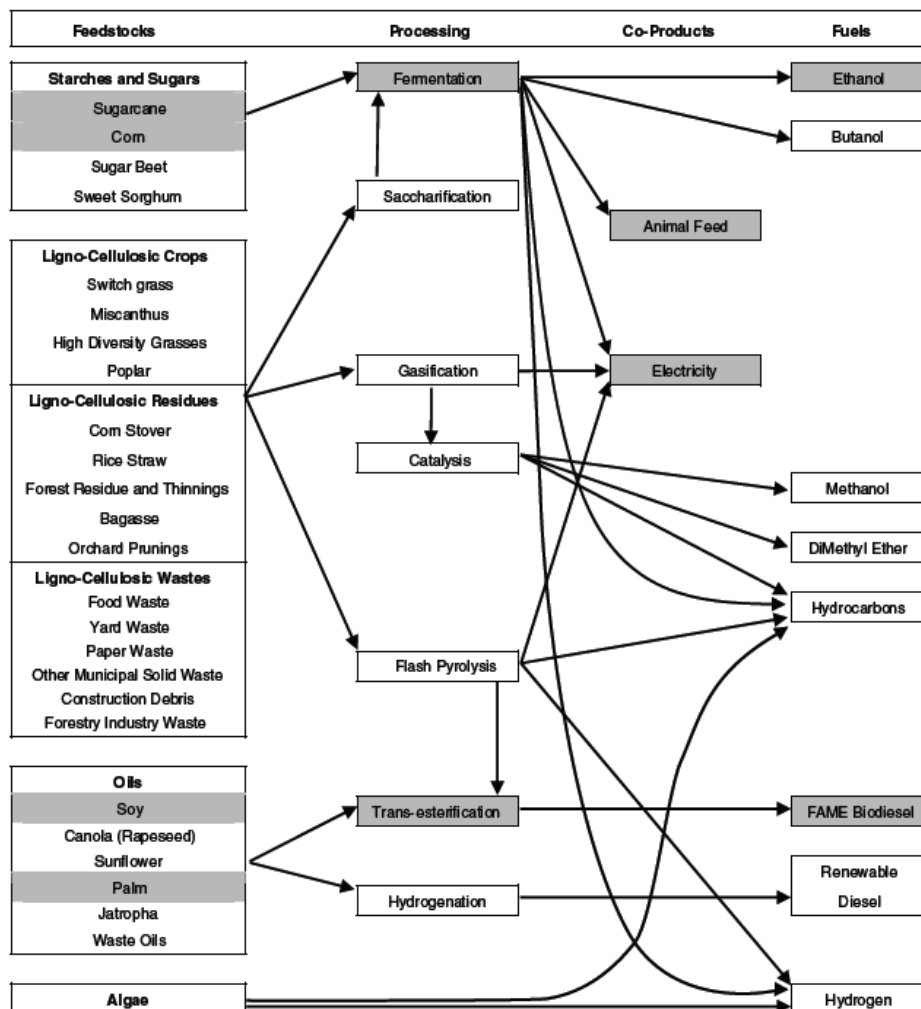 Feedstocks
Processing
Co-Products
Fuels
Starches and Sugars
Sugarcane
Corn
Sugar Beet
Sweet Sorghum
Ligno-Cellulosic Crops
Switch grass
Miscanthus
High Diversity Grasses
Poplar
Ligno-Cellulosic Residues
Corn Stover
Rice Straw
Forest Residue and Thinnings
Bagasse
Orchard Prunings
Ligno-Cellulosic Wastes
Food Waste
Yard Waste
Paper Waste
Other Municipal Solid Waste
Construction Debris
Forestry Industry Waste
Oils
Soy
Canola (Rapeseed)
Sunflower
Palm
Jatropha
Waste Oils
Algae
Fermentation
Saccharification
Gasification
Catalysis
Flash Pyrolysis
Trans-esterification
Hydrogenation
Animal Feed
Electricity
Ethanol
Butanol
Methanol
DiMethyl Ether
Hydrocarbons
FAME Biodiesel
Renewable
Diesel
Hydrogen